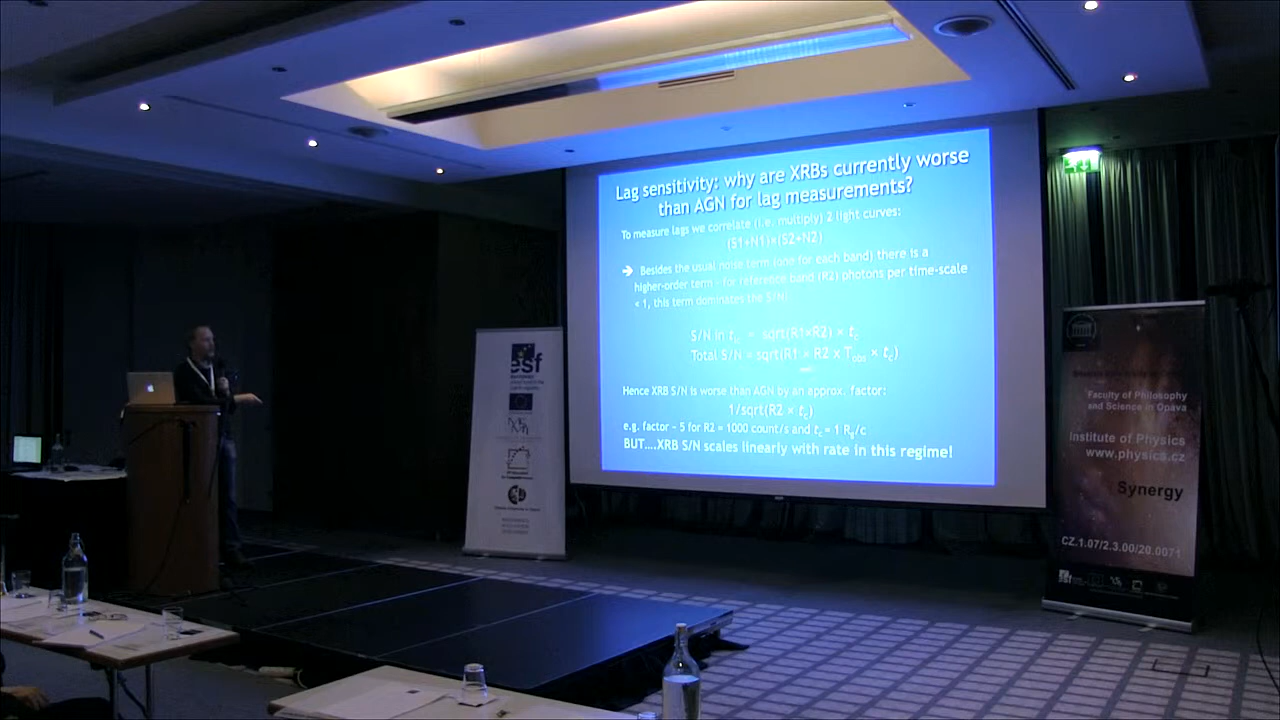 Lag sensitivity: why are XRBs currently worse
than AGN for lag measurements?
To measure lags we correlate (i.e. multiply) 2 light curves:
(S1+N1)×(S2+N2)
Besides the usual noise term (one for each band) there is a
higher-order term – for reference band (R2) photons per time-scale
< 1, this term dominates the S/N!
S/N in = sqrt(R1×R2) ×
Total S/N = sqrt(R1 × R2 × Tobs × tc)
Hence XRB S/N is worse than AGN by an approx. factor:
1/sqrt(R2 × tc)
e.g. factor ~ 5 for R2 = 1000 count/s and tc = 1 Rg/c
BUT....XRB S/N scales linearly with rate in this regime!
esf
Faculty of Philosophy
and Science in Opava
Institute of Physics
www.physics.cz
Synergy
CZ.1.07/2.3.00/20.0071